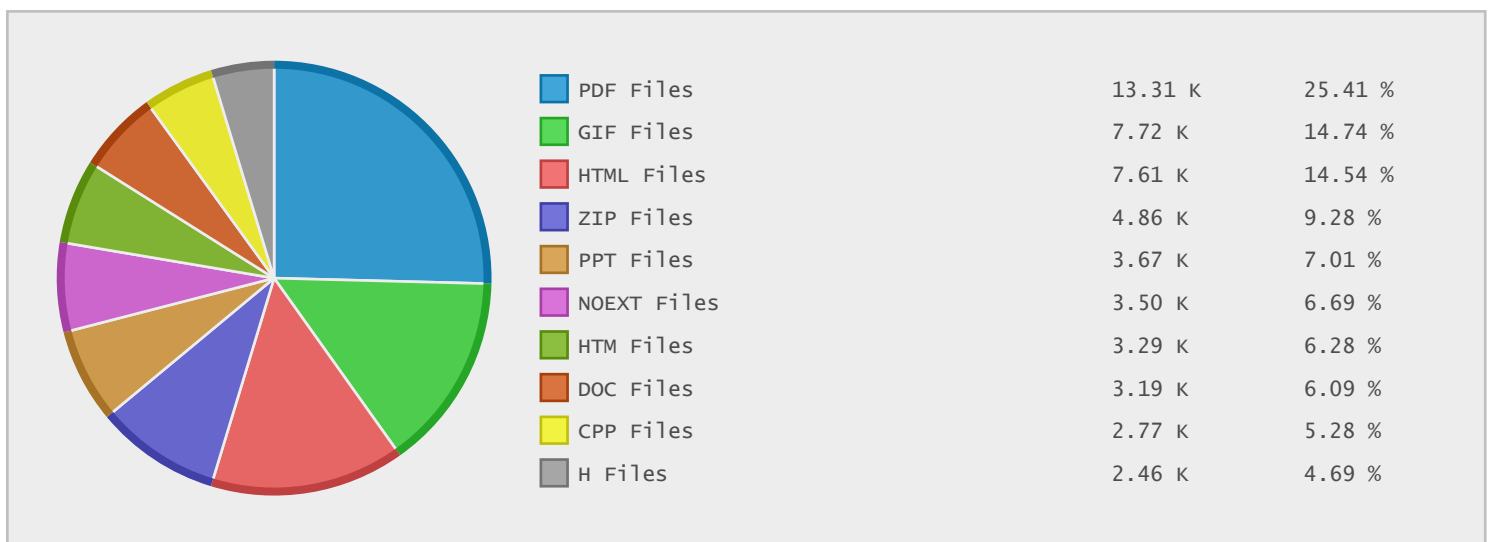 PDF Files 13.31 K 25.41 %
GIF Files 7.72 K 14.74 %
HTML Files 7.61 K 14.54 %
ZIP Files 4.86 K 9.28 %
PPT Files 3.67 K 7.01 %
NOEXT Files 3.50 K 6.69 %
HTM Files 3.29 K 6.28 %
DOC Files 3.19 K 6.09 %
CPP Files 2.77 K 5.28 %
H Files 2.46 K 4.69 %